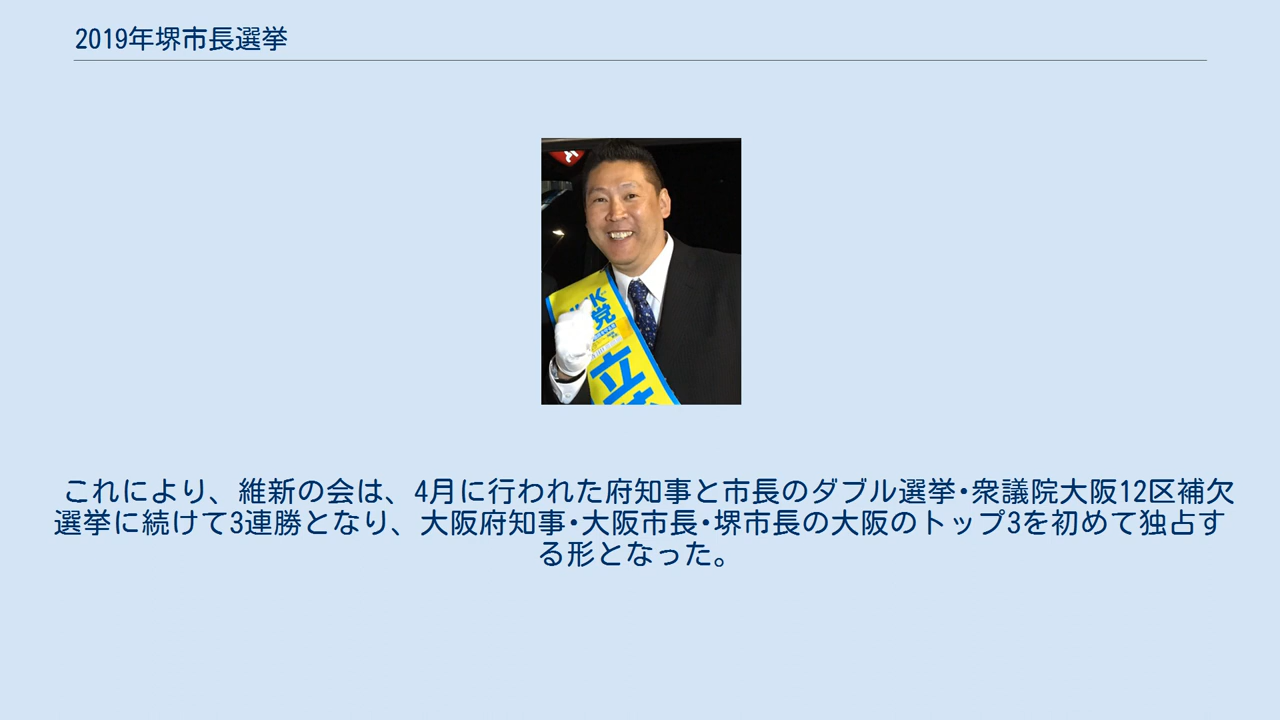 2019年堺市長選挙
K
党
立
これにより、維新の会は、4月に行われた府知事と市長のダブル選挙･衆議院大阪12区補欠
選挙に続けて3連勝となり、大阪府知事･大阪市長･堺市長の大阪のトップ3を初めて独占す
る形となった。